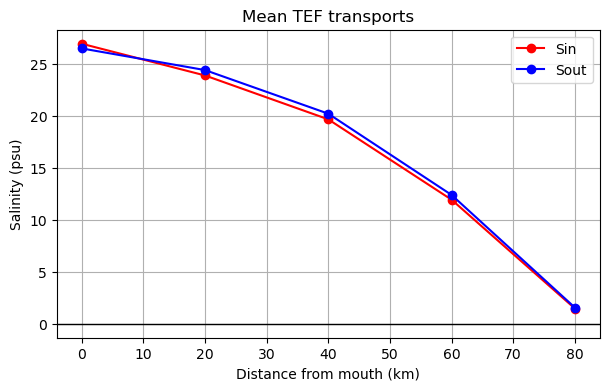 Mean TEF transports
Sin
Sout
Salinity (psu)
25
20
15
10
5
0
0 10 20 30 40 50 60 70 80
Distance from mouth (km)